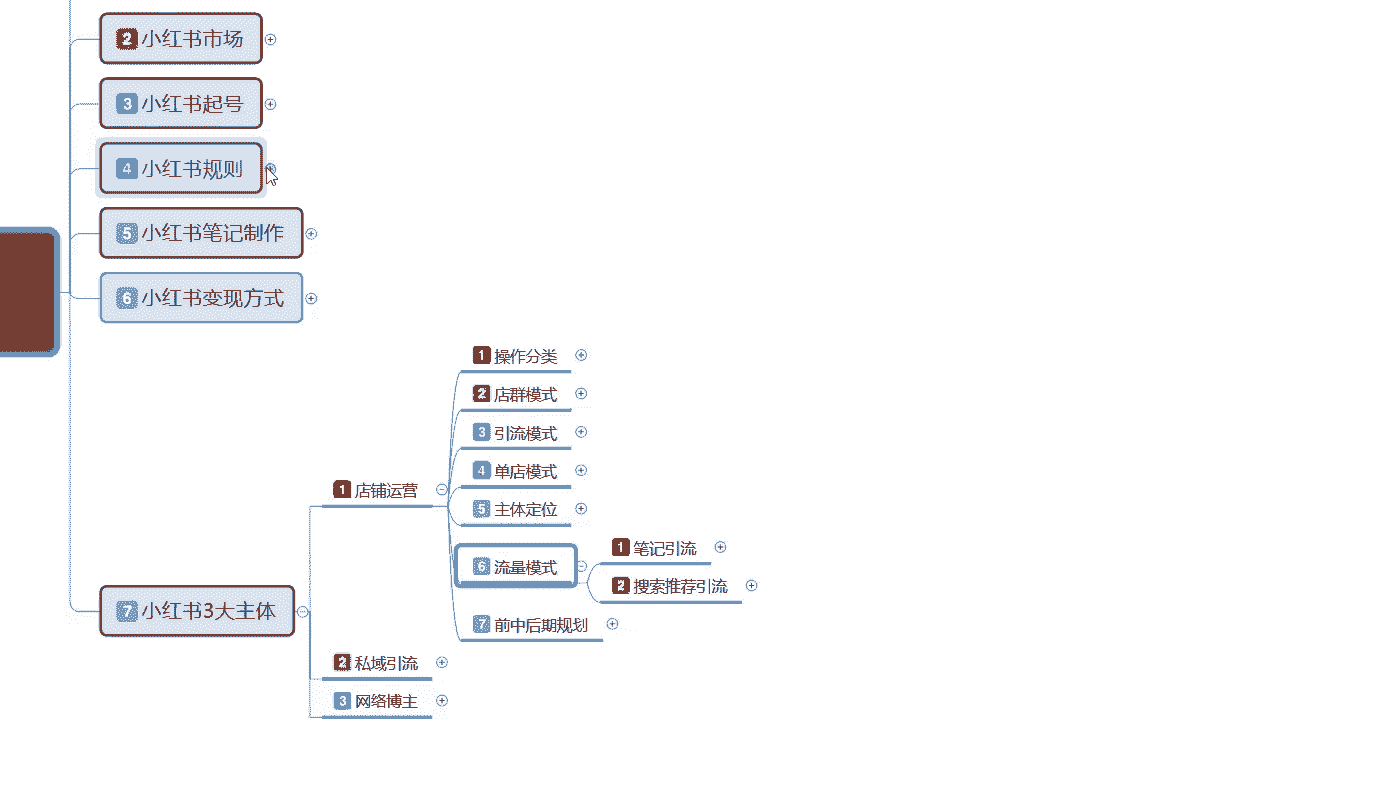 2 小红书市场
3 小红书起号
4 小红书规则
5 小红书笔记制作
6 小红书变现方式
7 小红书3大主体
1 店铺运营
1 操作分类
2 店群模式
3 引流模式
4 单店模式
5 主体定位
6 流量模式
1 笔记引流
2 搜索推荐引流
7 前中后期规划
2 私域引流
3 网络博主